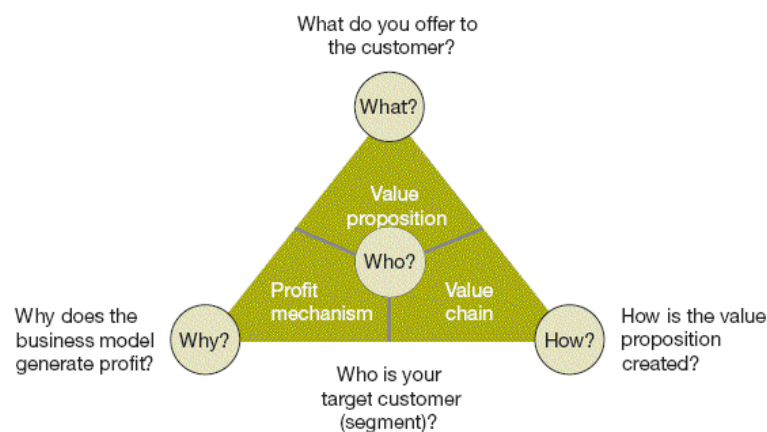 What do you offer to
the customer?
What?
Value
proposition
Who?
Profit
mechanism
Value
chain
Why does the
business model
generate profit?
Why?
How?
How is the value
proposition
created?
Who is your
target customer
(segment)?